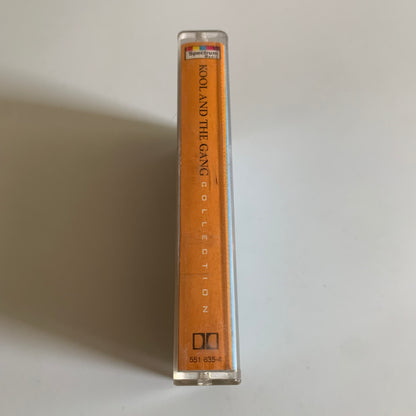 Spectrum
KOOL AND THE GANG COLLECTION
551 635-4